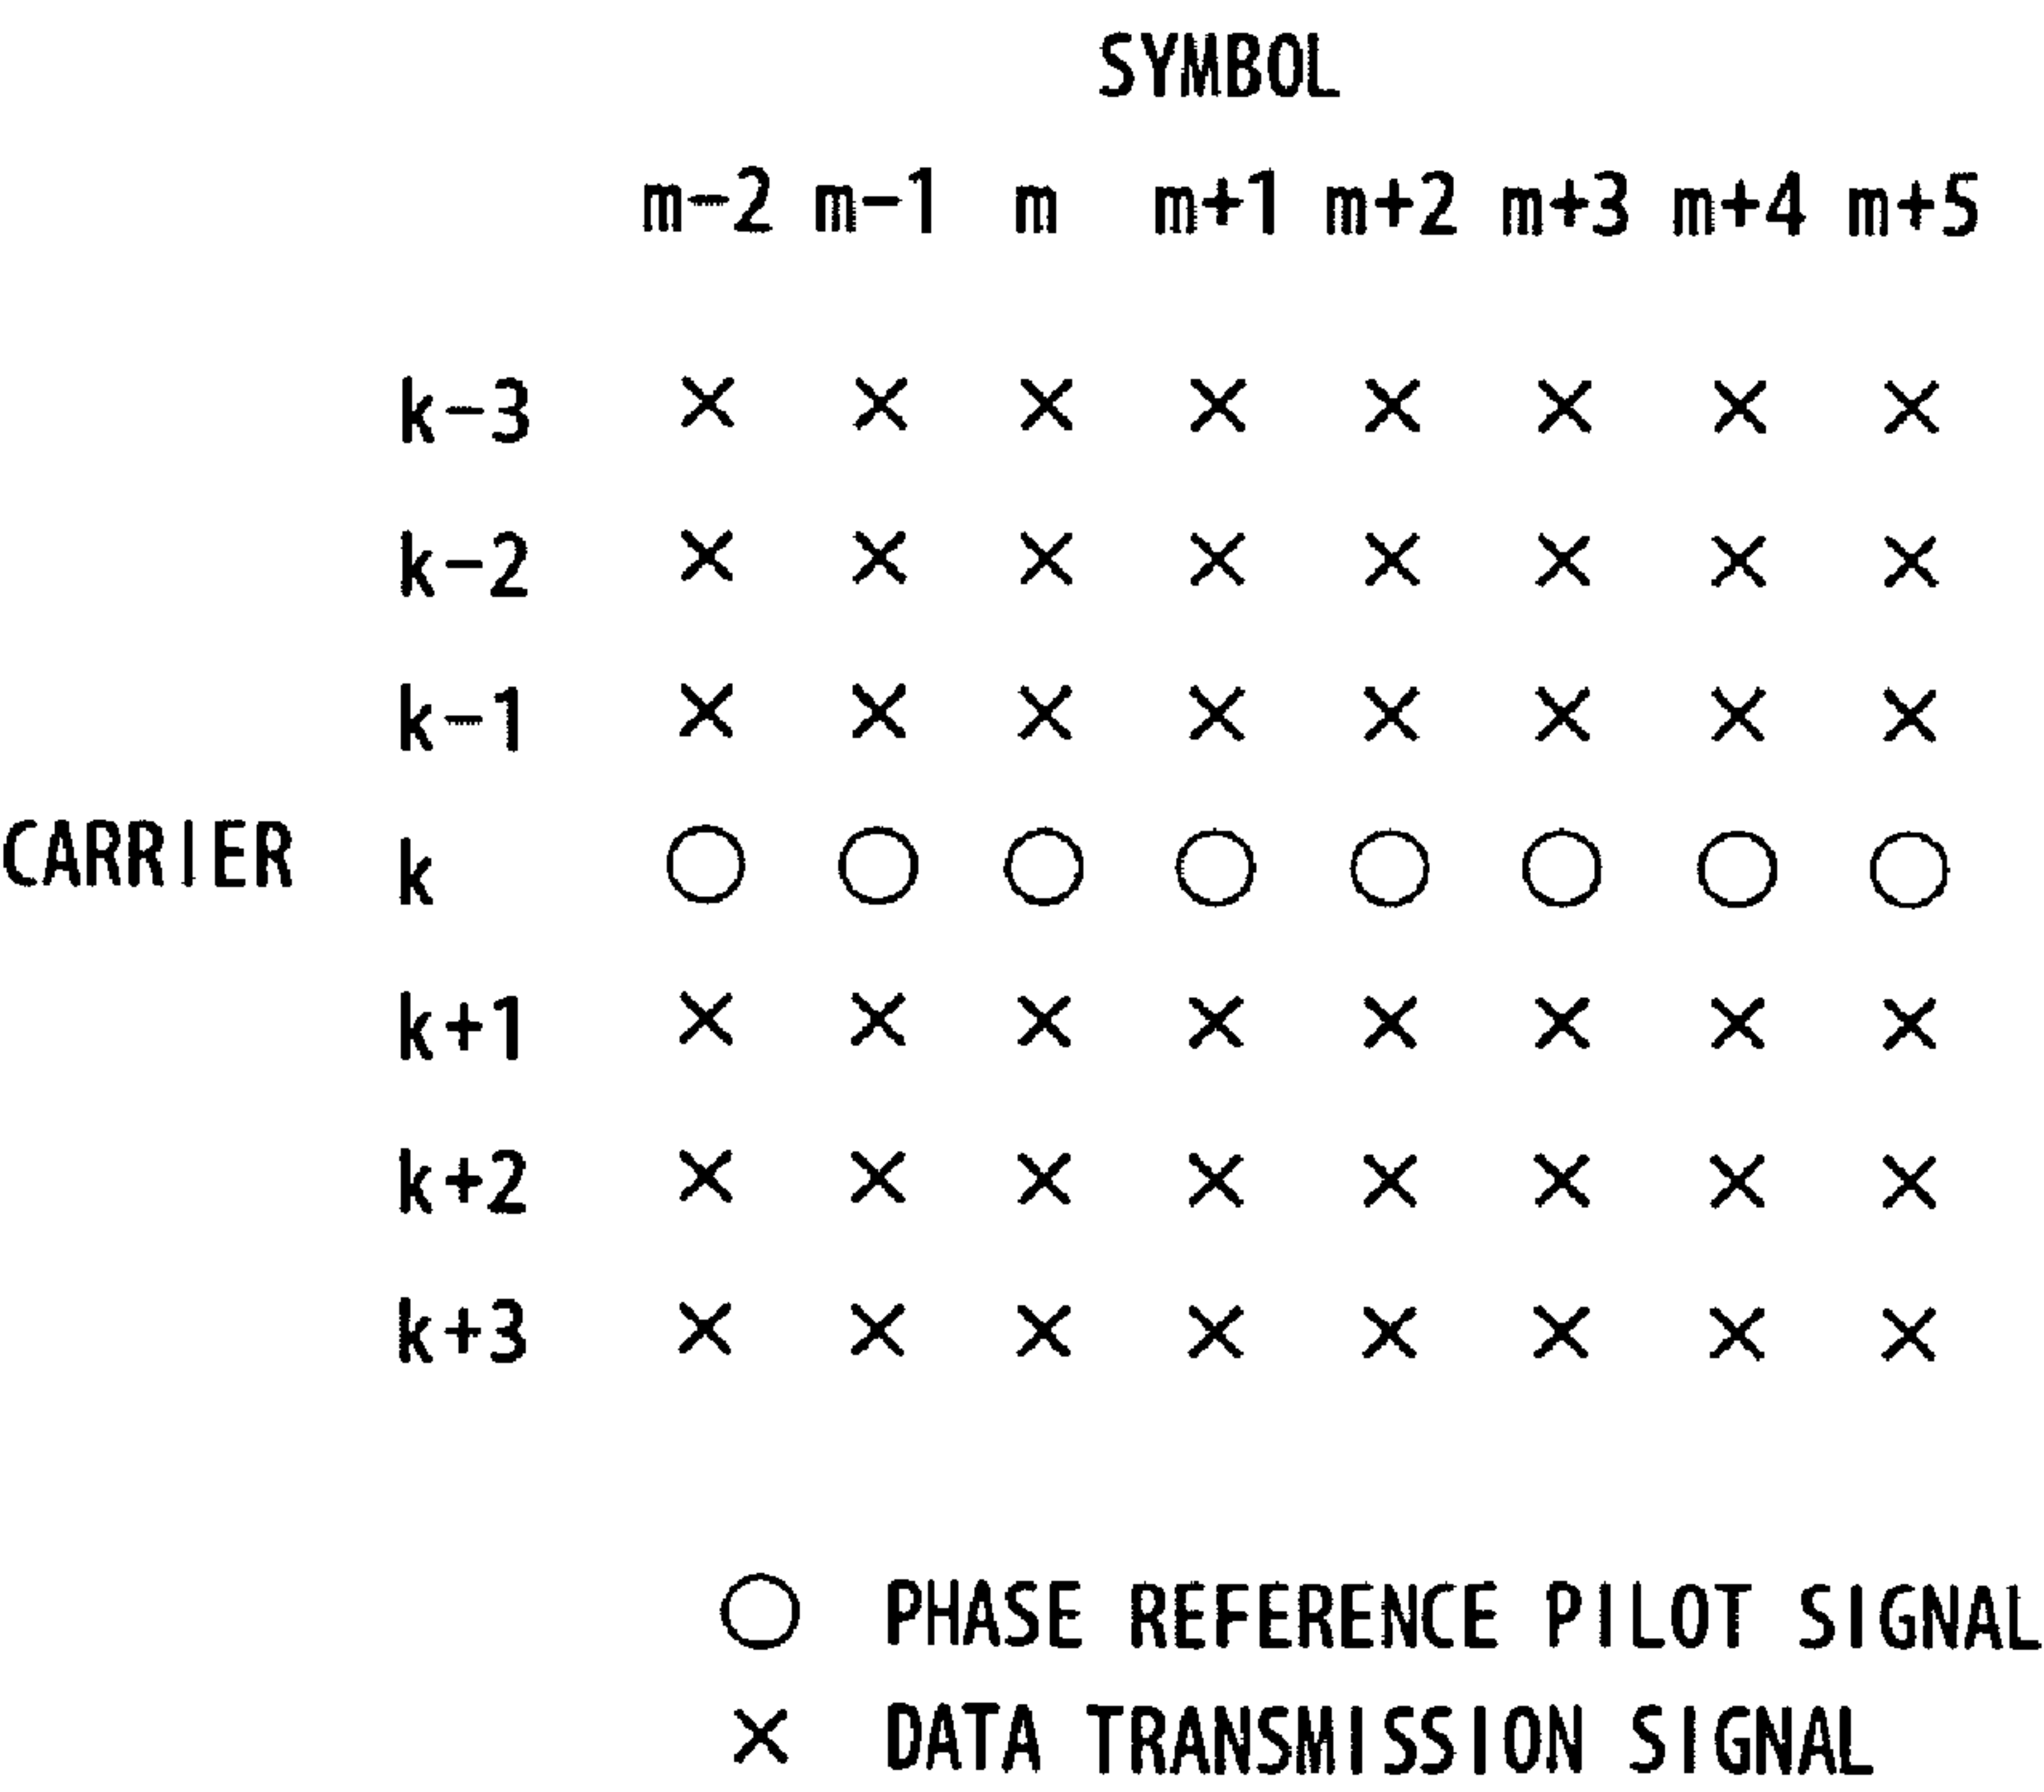 SYMBOL
m-2 m-1 m m+1 m+2 m+3 m+4 m+5
k-3 × × × × × × × ×
k-2 × × × × × × × ×
k-1 × × × × × × × ×
CARRIER k ○ ○ ○ ○ ○ ○ ○ ○
k+1 × × × × × × × ×
k+2 × × × × × × × ×
k+3 × × × × × × × ×
○ PHASE REFERENCE PILOT SIGNAL
× DATA TRANSMISSION SIGNAL